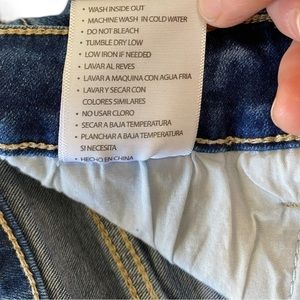 • WASH INSIDE OUT
• MACHINE WASH IN COLD WATER
• DO NOT BLEACH
• TUMBLE DRY LOW
• LOW IRON IF NEEDED
• LAVAR AL REVES
• LAVAR A MAQUINA CON AGUA FRIA
• LAVAR Y SECAR CON
COLORES SIMILARES
• NO USAR CLORO
• SECAR A BAJA TEMPERATURA
• PLANCHAR A BAJA TEMPERATURA
SI NECESITA
• HECHO EN CHINA